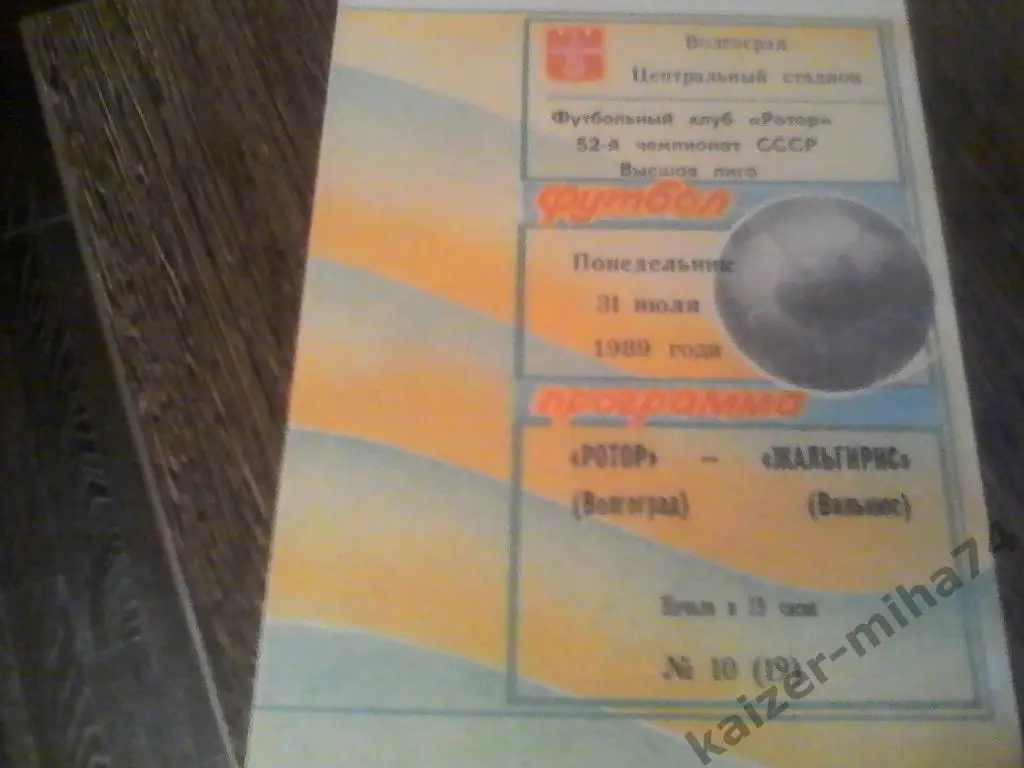 Волгоград
Центральный стадион
Футбольный клуб «Ротор»
52-й чемпионат СССР
Высшая лига
футбол
Понедельник
31 июля
1989 года
программа
«РОТОР» — «ЖАЛЬГИРИС»
(Волгоград) (Вильнюс)
Начало в 19 часов
№ 10 (19)
kaizer-miha74